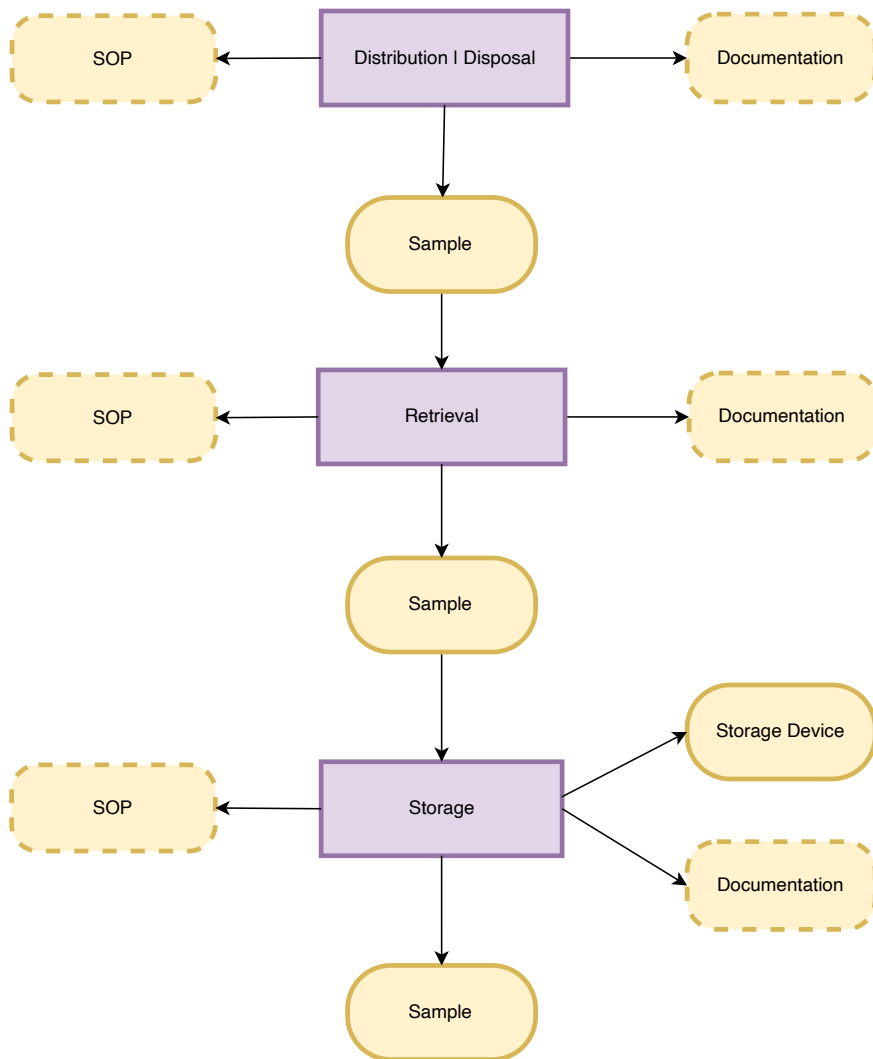 SOP
Distribution | Disposal
Documentation
Sample
SOP
Retrieval
Documentation
Sample
Storage Device
SOP
Storage
Documentation
Sample